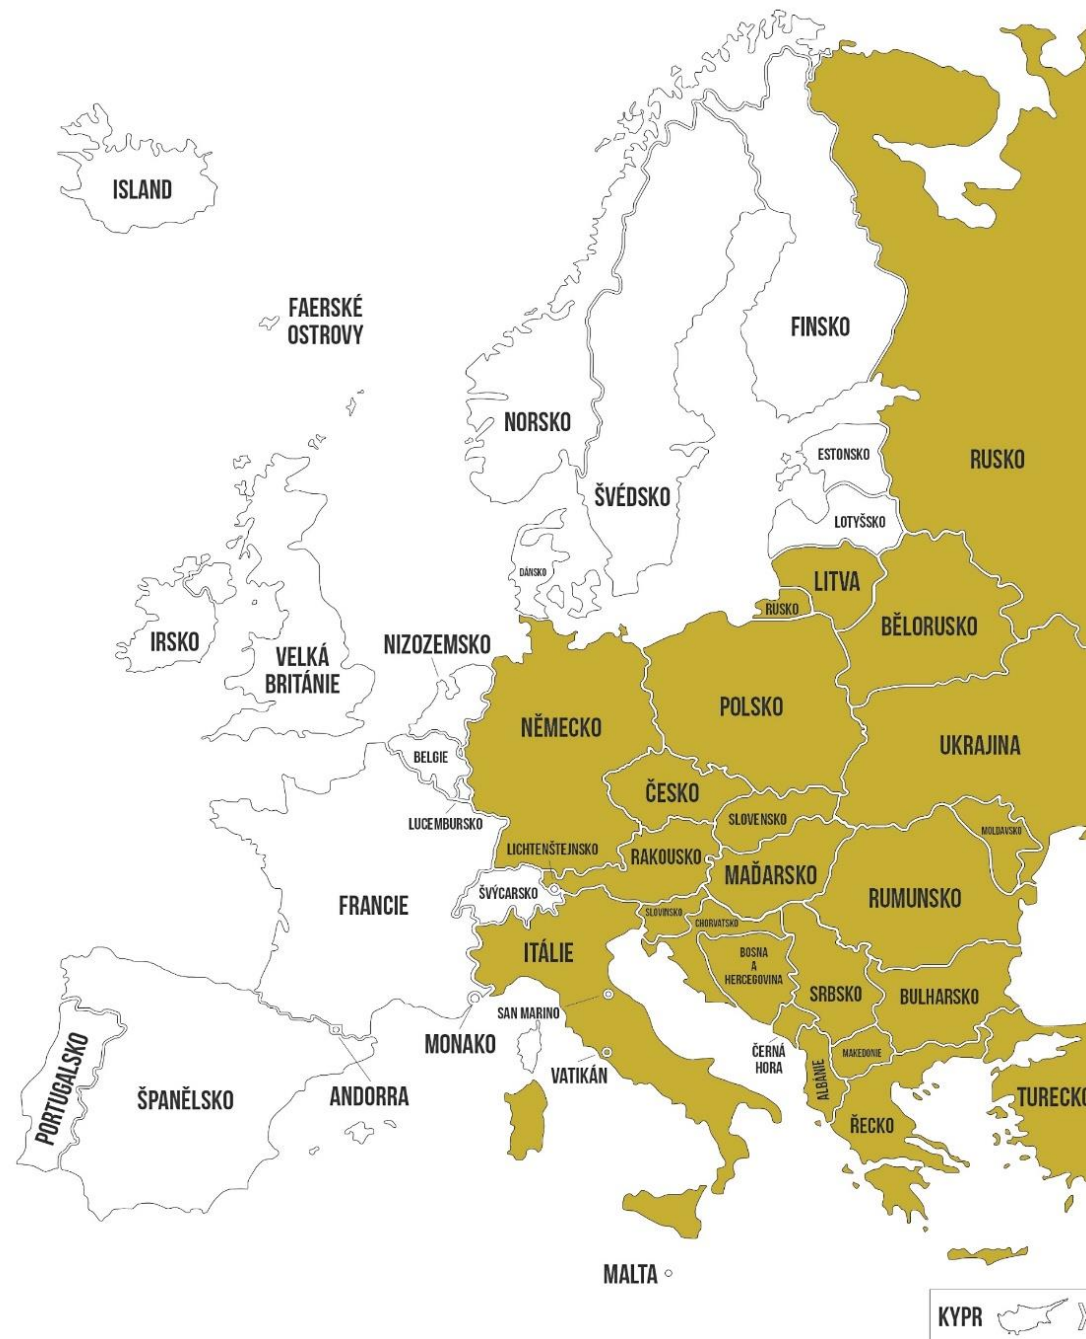 ISLAND
FAERSKÉ
OSTROVY
FINSKO
NORSKO
ESTONSKO
RUSKO
ŠVÉDSKO
LOTYŠSKO
DÁNSKO
LITVA
RUSKO
BĚLORUSKO
IRSKO
NIZOZEMSKO
VELKÁ
BRITÁNIE
POLSKO
NĚMECKO
UKRAJINA
BELGIE
ČESKO
LUCEMBURSKO
SLOVENSKO
MOLDAVSKO
LICHTENŠTEJNSKO
RAKOUSKO
MAĎARSKO
ŠVÝCARSKO
RUMUNSKO
FRANCIE
SLOVINSKO
CHORVATSKO
ITÁLIE
BOSNA
A
HERCEGOVINA
SRBSKO
BULHARSKO
SAN MARINO
MONAKO
ČERNÁ
HORA
MAKEDONIE
VATIKÁN
ALBÁNIE
PORTUGALSKO
ŠPANĚLSKO
ANDORRA
TURECKO
ŘECKO
MALTA
KYPR